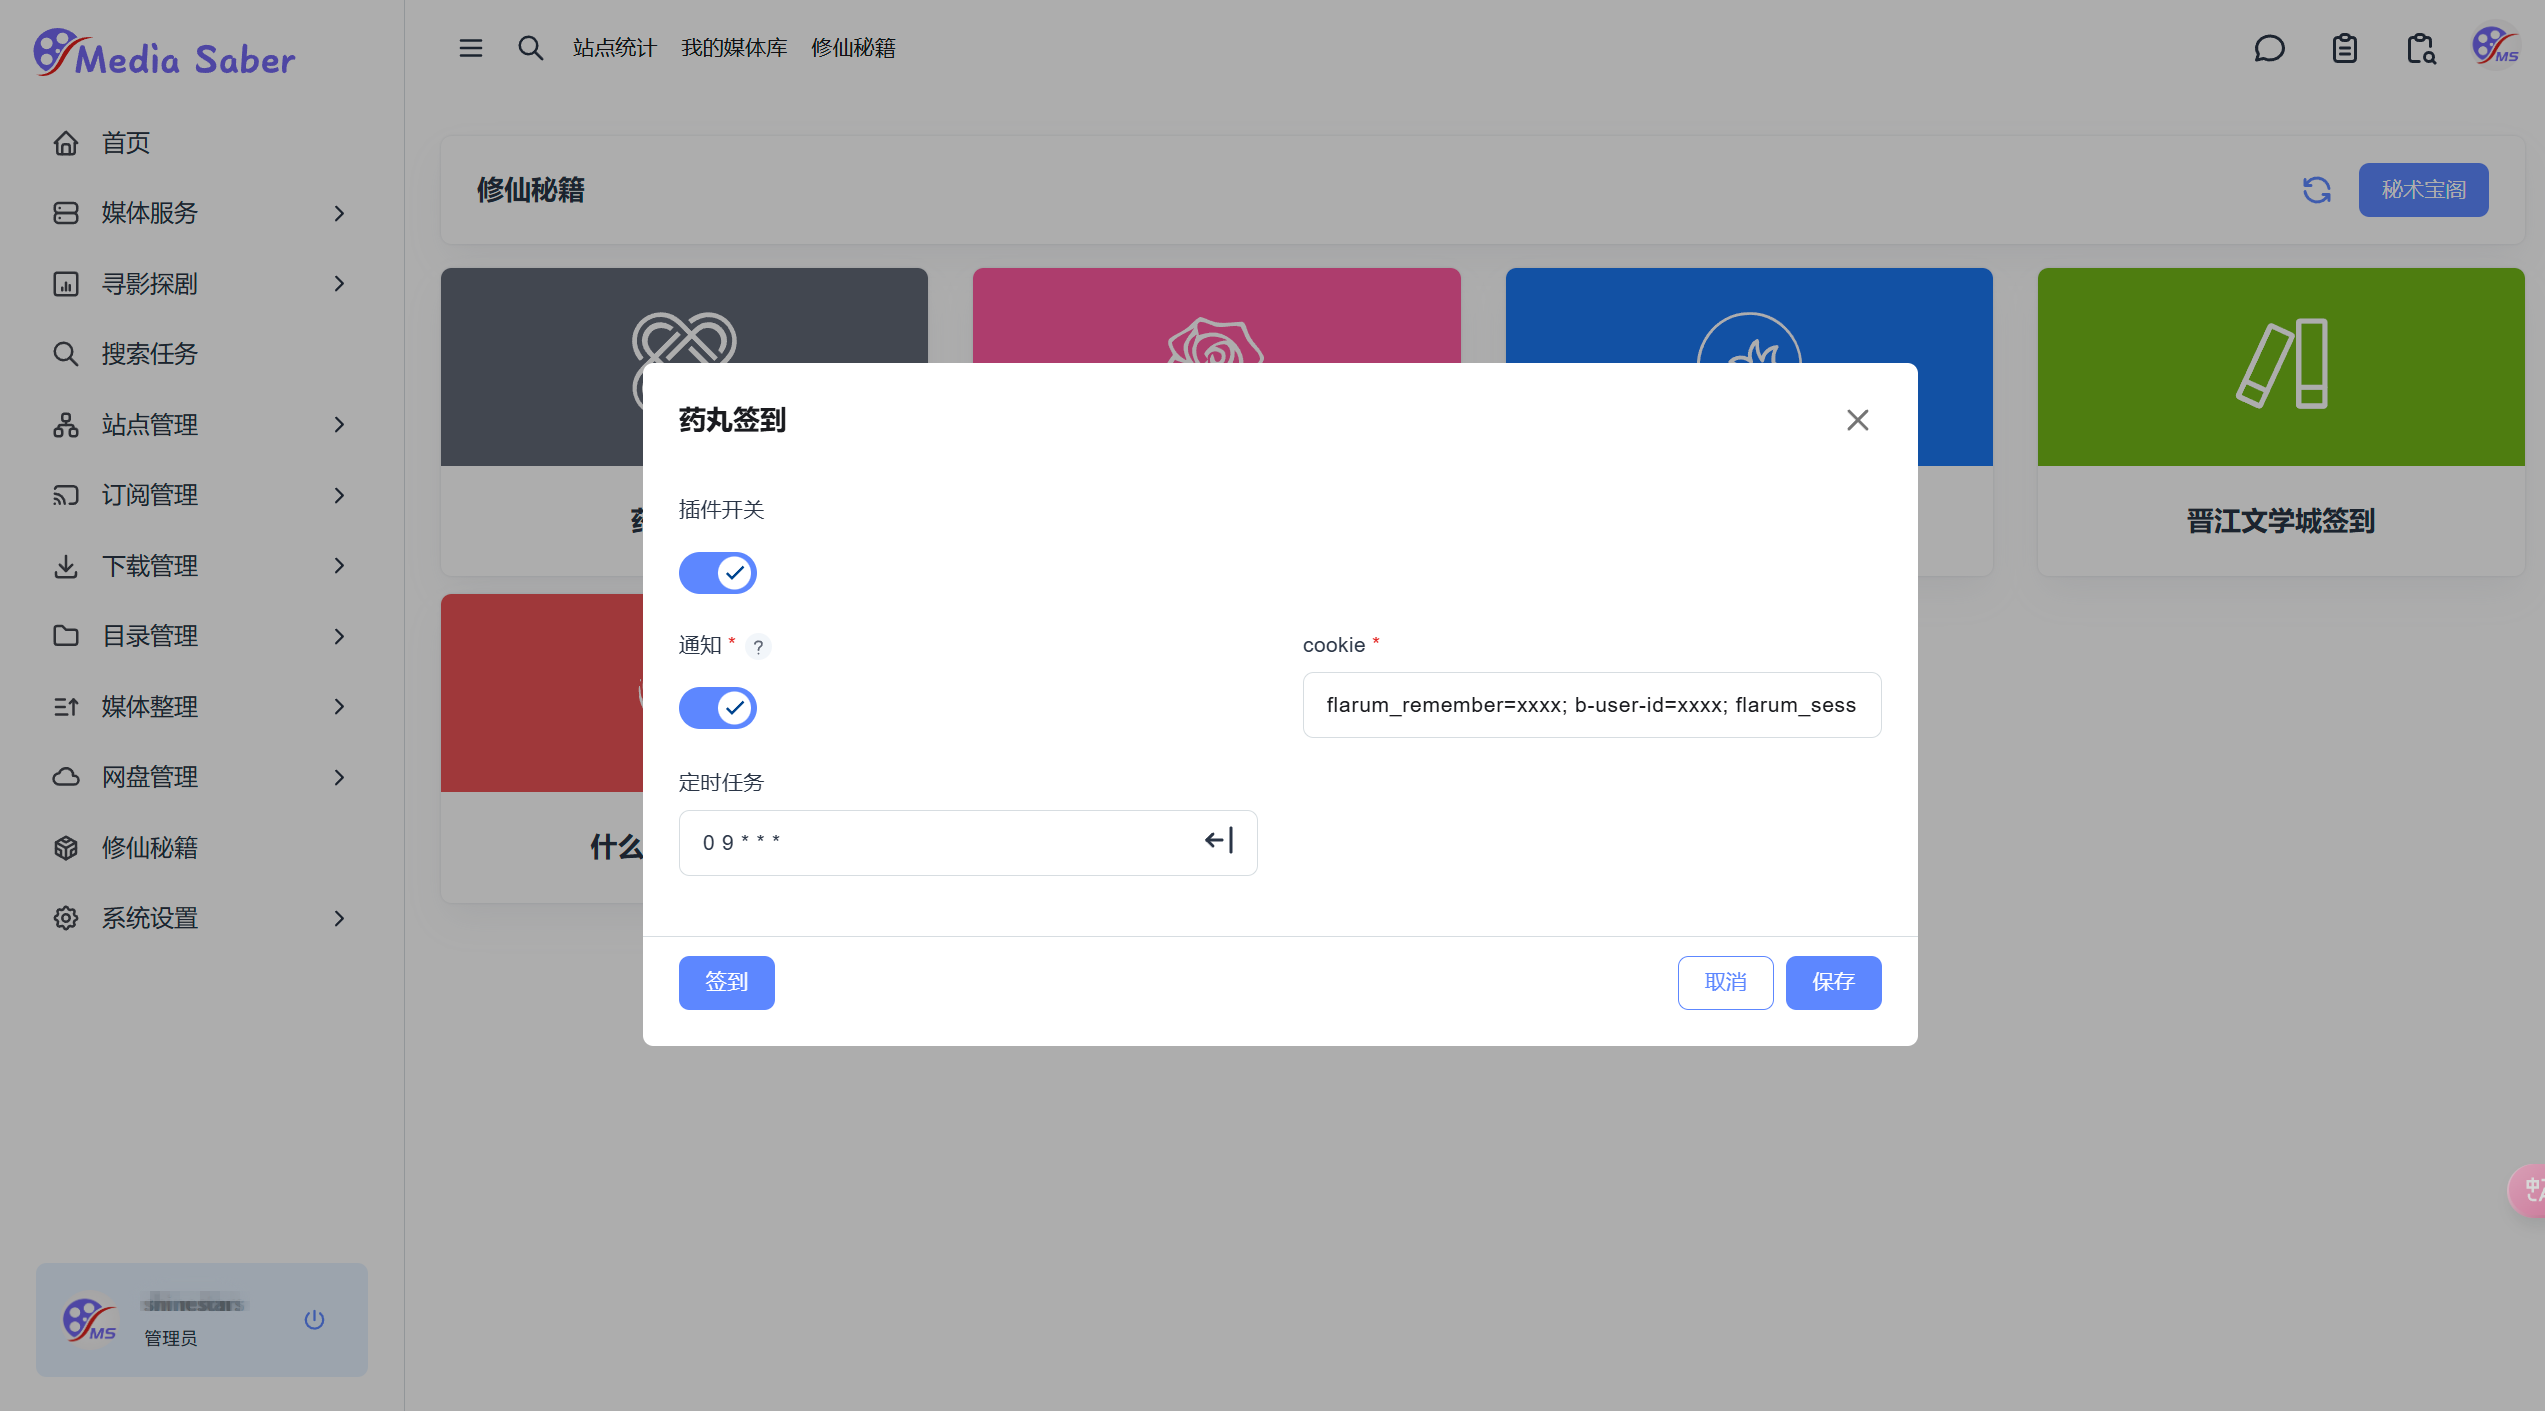 Media Saber
站点统计 我的媒体库 修仙秘籍
MS
首页
媒体服务
寻影探剧
搜索任务
站点管理
订阅管理
下载管理
目录管理
媒体整理
网盘管理
修仙秘籍
系统设置
MS
管理员
修仙秘籍
秘术宝阁
晋江文学城签到
什么
药丸签到
插件开关
通知 * ?
cookie *
flarum_remember=xxxx; b-user-id=xxxx; flarum_sess
定时任务
0 9 * * *
签到
取消
保存